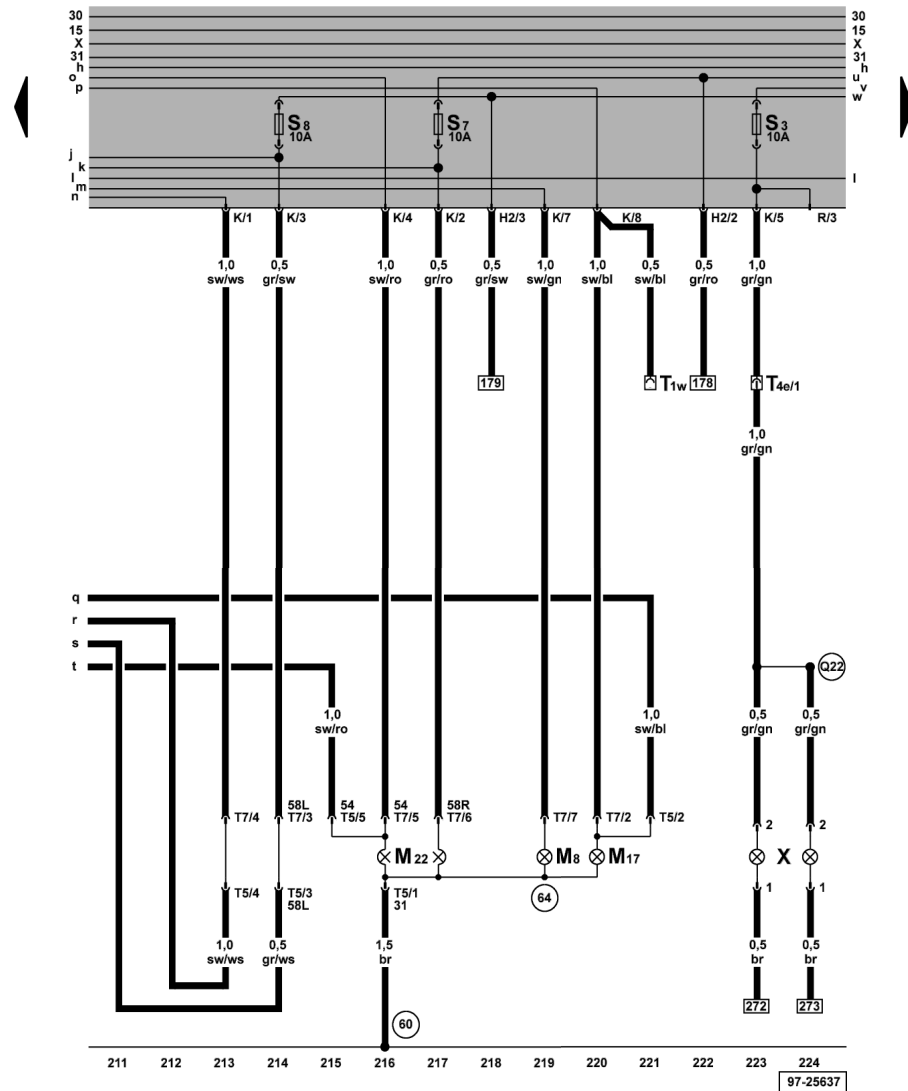 30 30
15 15
X X
31 31
h h
o u
p v
w
S8 S7 S3
10A 10A 10A
j
k
l l
m
n
K/1 K/3 K/4 K/2 H2/3 K/7 K/8 H2/2 K/5 R/3
1,0 0,5 1,0 0,5 0,5 1,0 1,0 0,5 0,5 1,0
sw/ws gr/sw sw/ro gr/ro gr/sw sw/gn sw/bl sw/bl gr/ro gr/gn
179 T1w 178 T4e/1
1,0
gr/gn
q
r
s
t Q22
1,0 1,0 0,5 0,5
sw/ro sw/bl gr/gn gr/gn
58L 54 54 58R
T7/4 T7/3 T5/5 T7/5 T7/6 T7/7 T7/2 T5/2 2 2
M22 M8 M17 X
T5/4 T5/3 T5/1 1 1
58L 31 64
1,0 0,5 1,5 0,5 0,5
sw/ws gr/ws br br br
272 273
60
211 212 213 214 215 216 217 218 219 220 221 222 223 224
97-25637